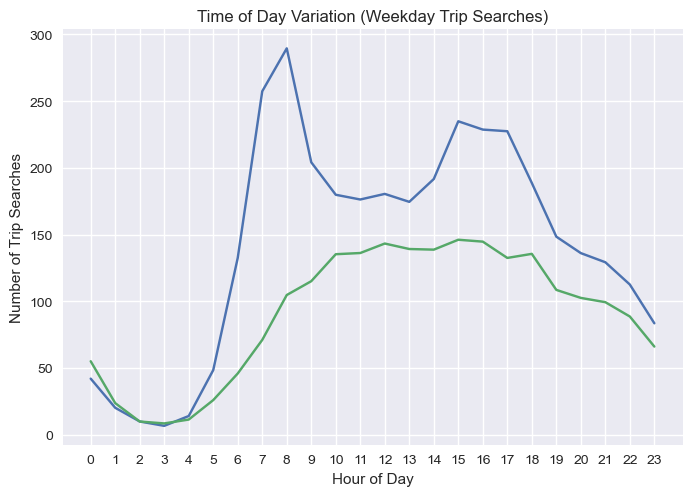 Time of Day Variation (Weekday Trip Searches)
300
250
200
150
100
50
0
Number of Trip Searches
0 1 2 3 4 5 6 7 8 9 10 11 12 13 14 15 16 17 18 19 20 21 22 23
Hour of Day